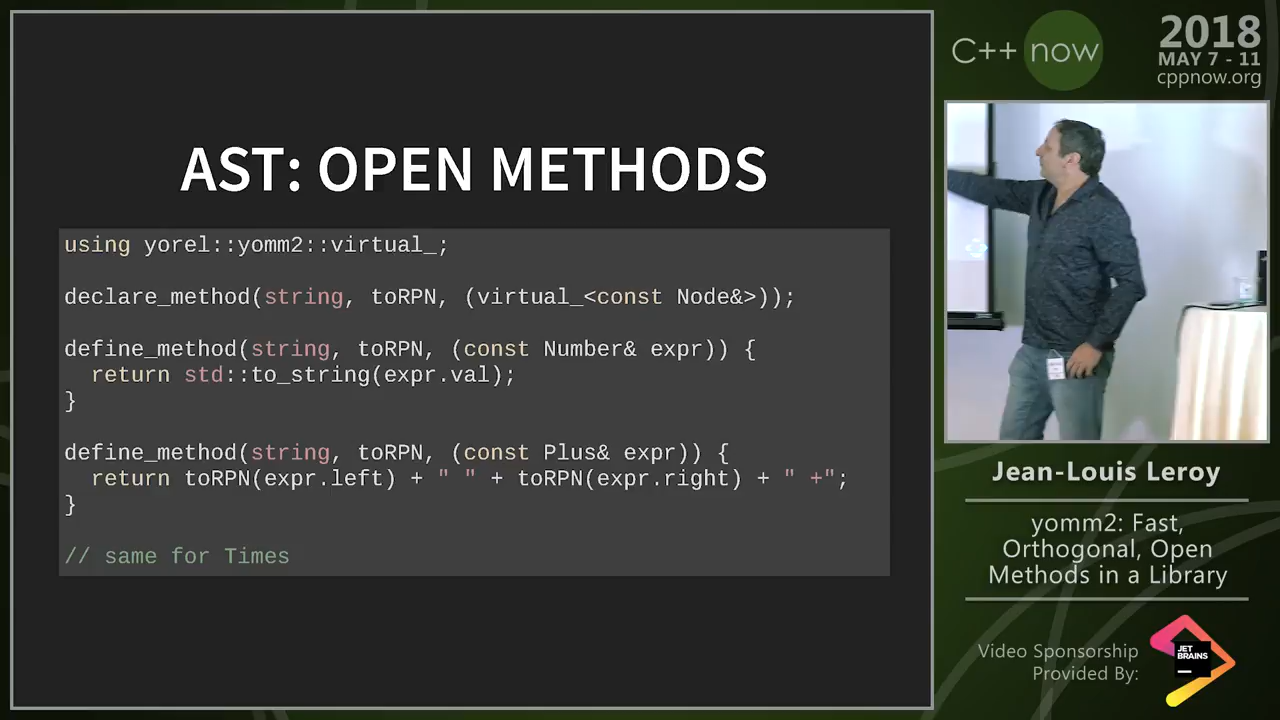 AST: OPEN METHODS
using yorel::yomm2::virtual_;
declare_method(string, toRPN, (virtual_<const Node&>));
define_method(string, toRPN, (const Number& expr)) {
  return std::to_string(expr.val);
}
define_method(string, toRPN, (const Plus& expr)) {
  return toRPN(expr.left) + " " + toRPN(expr.right) + " +";
}
// same for Times
C++ now
2018
MAY 7 - 11
cppnow.org
Jean-Louis Leroy
yomm2: Fast,
Orthogonal, Open
Methods in a Library
Video Sponsorship
Provided By:
JET
BRAINS